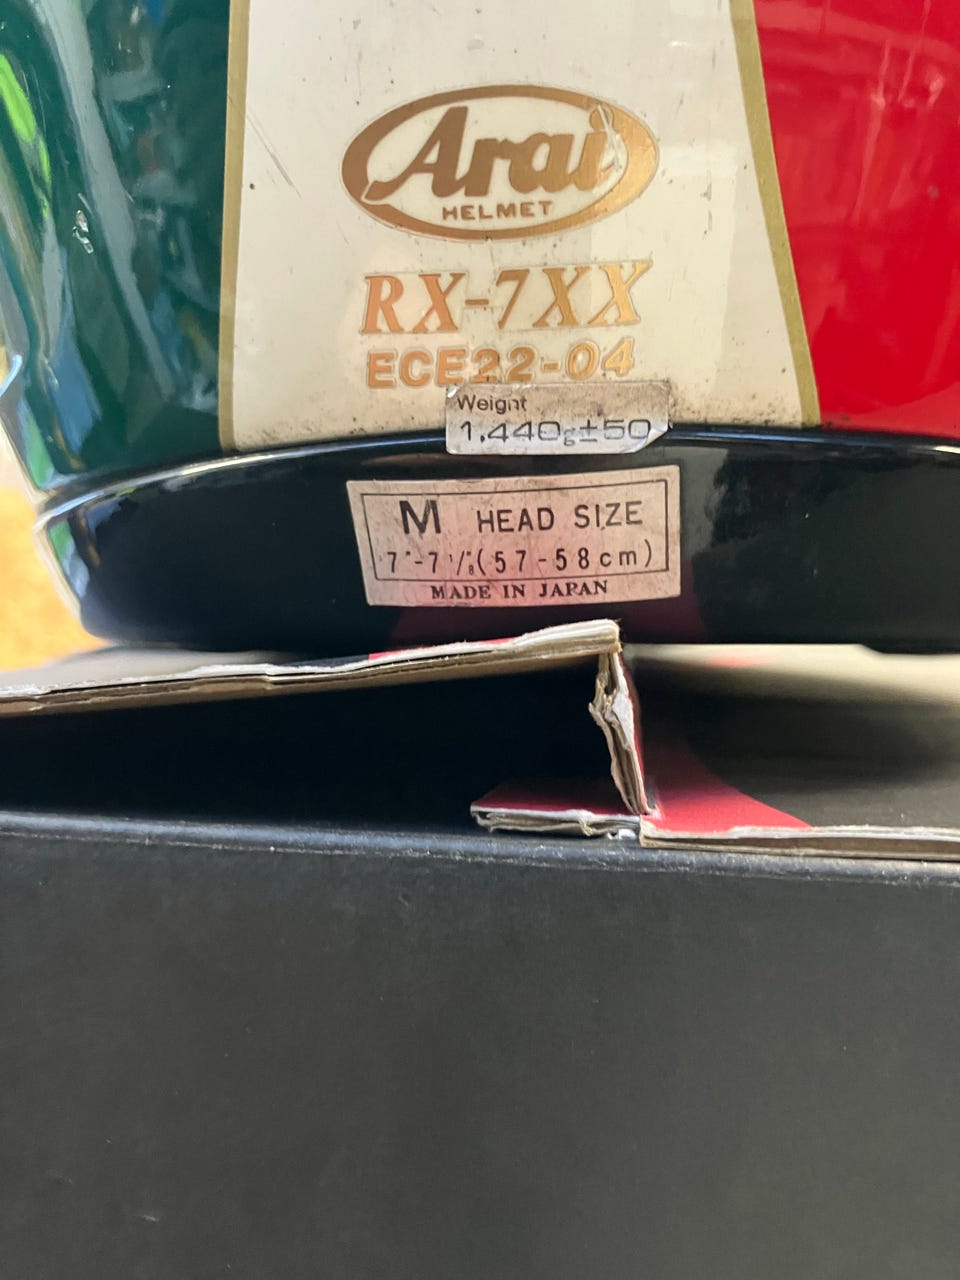 Arai
HELMET
RX-7XX
ECE22-04
Weight
1,440g±50
M HEAD SIZE
7"-7 1/8"(57-58cm)
MADE IN JAPAN